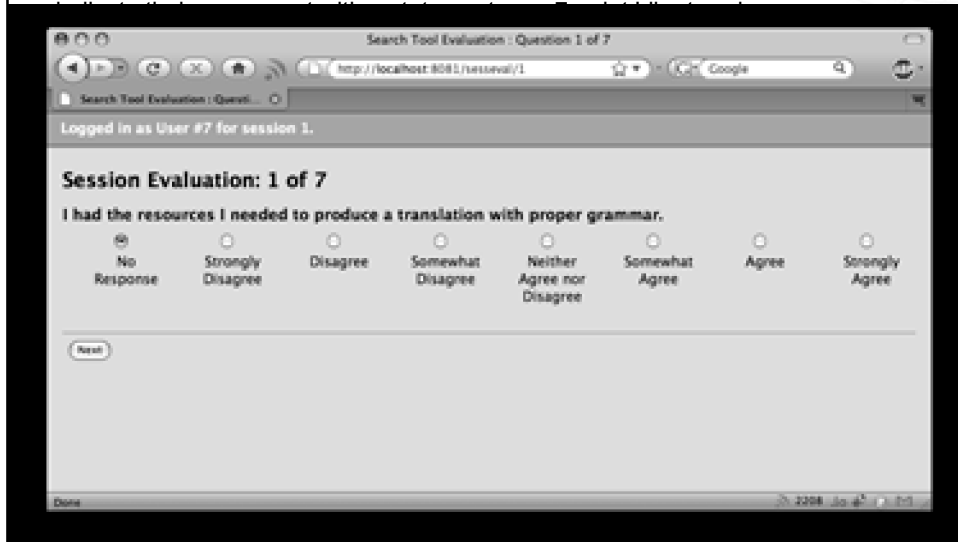 Search Tool Evaluation : Question 1 of 7
http://localhost:8081/sesseval/1
Google
Search Tool Evaluation : Questi...
Logged in as User #7 for session 1.
Session Evaluation: 1 of 7
I had the resources I needed to produce a translation with proper grammar.
No Response
Strongly Disagree
Disagree
Somewhat Disagree
Neither Agree nor Disagree
Somewhat Agree
Agree
Strongly Agree
Next
Done
2208